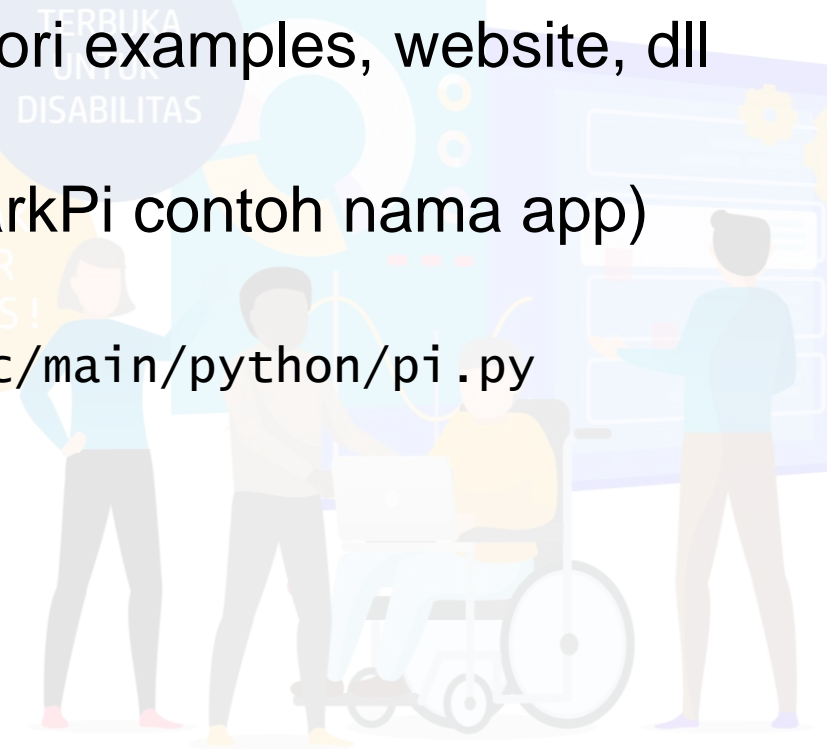 TERBUKA
ori examples, website, dll
UNTUK
DISABILITAS
rkPi contoh nama app)
R
S!
c/main/python/pi.py